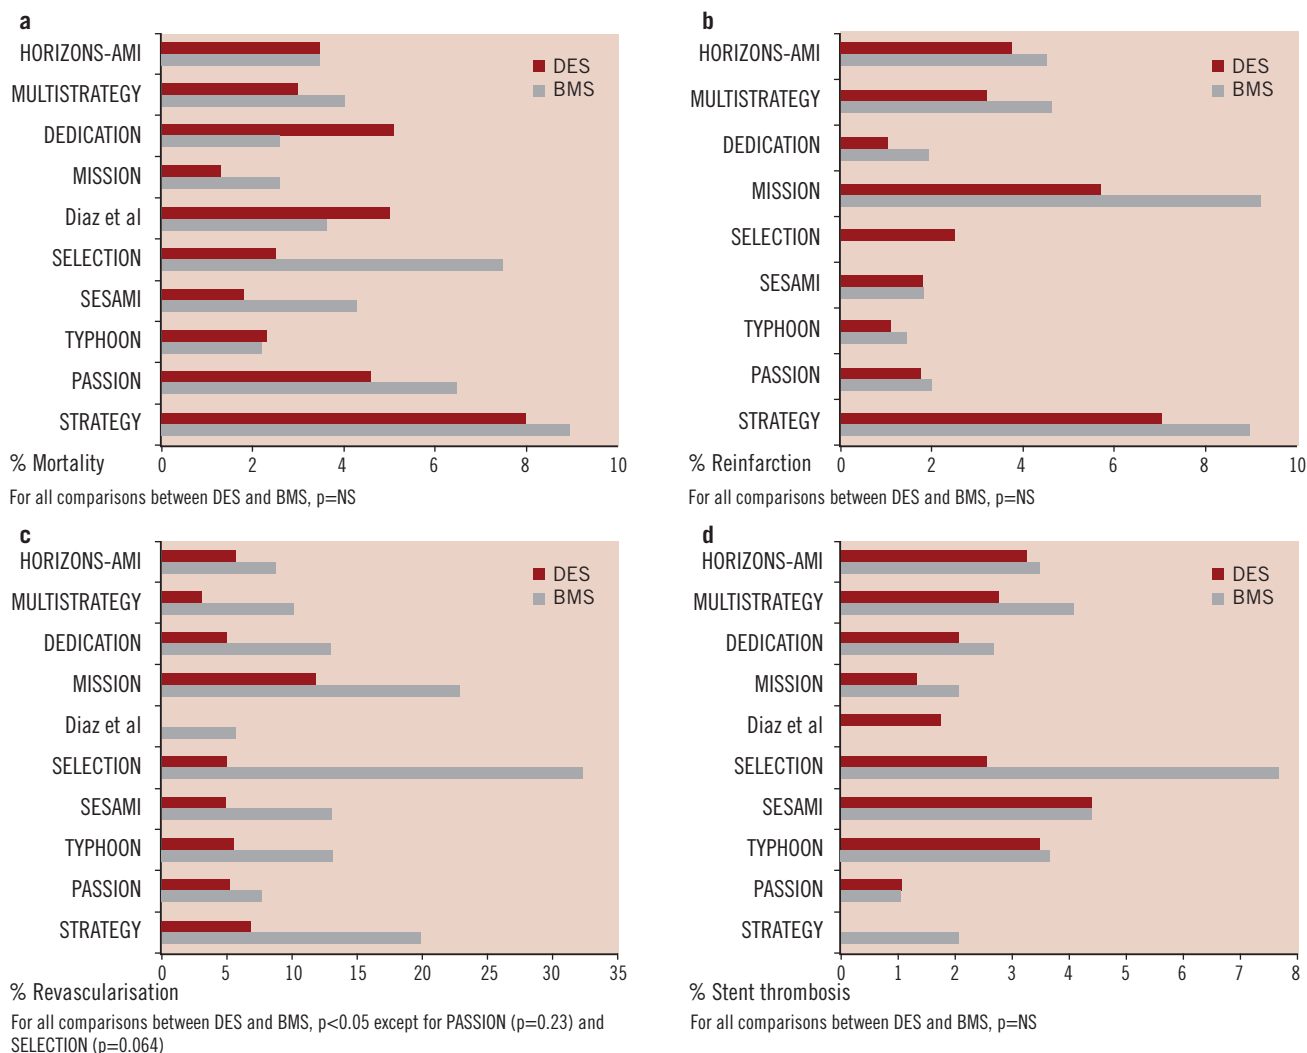 a
HORIZONS-AMI
MULTISTRATEGY
DEDICATION
MISSION
Diaz et al
SELECTION
SESAMI
TYPHOON
PASSION
STRATEGY
DES
BMS
% Mortality
0 2 4 6 8 10
For all comparisons between DES and BMS, p=NS
b
HORIZONS-AMI
MULTISTRATEGY
DEDICATION
MISSION
SELECTION
SESAMI
TYPHOON
PASSION
STRATEGY
DES
BMS
% Reinfarction
0 2 4 6 8 10
For all comparisons between DES and BMS, p=NS
c
HORIZONS-AMI
MULTISTRATEGY
DEDICATION
MISSION
Diaz et al
SELECTION
SESAMI
TYPHOON
PASSION
STRATEGY
DES
BMS
0 5 10 15 20 25 30 35
% Revascularisation
For all comparisons between DES and BMS, p<0.05 except for PASSION (p=0.23) and
SELECTION (p=0.064)
d
HORIZONS-AMI
MULTISTRATEGY
DEDICATION
MISSION
Diaz et al
SELECTION
SESAMI
TYPHOON
PASSION
STRATEGY
DES
BMS
0 1 2 3 4 5 6 7 8
% Stent thrombosis
For all comparisons between DES and BMS, p=NS